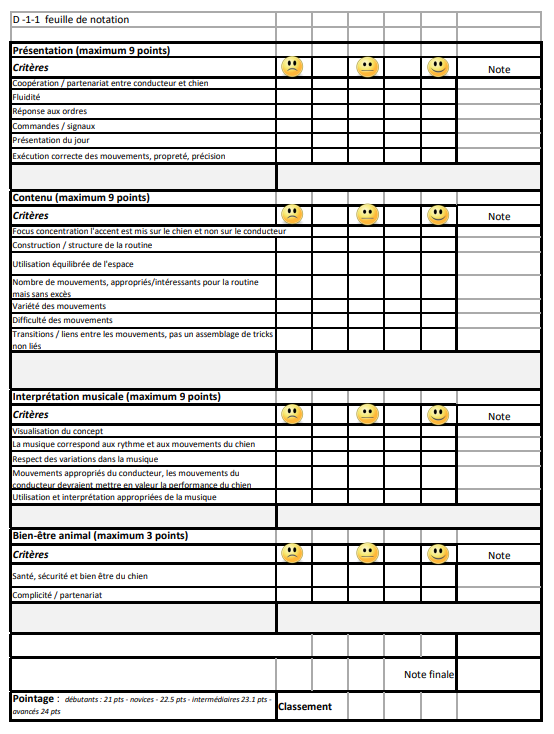 D -1-1 feuille de notation
Présentation (maximum 9 points)
Critères Note
Coopération / partenariat entre conducteur et chien
Fluidité
Réponse aux ordres
Commandes / signaux
Présentation du jour
Exécution correcte des mouvements, propreté, précision
Contenu (maximum 9 points)
Critères Note
Focus concentration l'accent est mis sur le chien et non sur le conducteur
Construction / structure de la routine
Utilisation équilibrée de l'espace
Nombre de mouvements, appropriés/intéressants pour la routine
mais sans excès
Variété des mouvements
Difficulté des mouvements
Transitions / liens entre les mouvements, pas un assemblage de tricks
non liés
Interprétation musicale (maximum 9 points)
Critères Note
Visualisation du concept
La musique correspond aux rythme et aux mouvements du chien
Respect des variations dans la musique
Mouvements appropriés du conducteur, les mouvements du
conducteur devraient mettre en valeur la performance du chien
Utilisation et interprétation appropriées de la musique
Bien-être animal (maximum 3 points)
Critères Note
Santé, sécurité et bien être du chien
Complicité / partenariat
Note finale
Pointage : débutants : 21 pts - novices - 22.5 pts - intermédiaires 23.1 pts -
avancés 24 pts
Classement